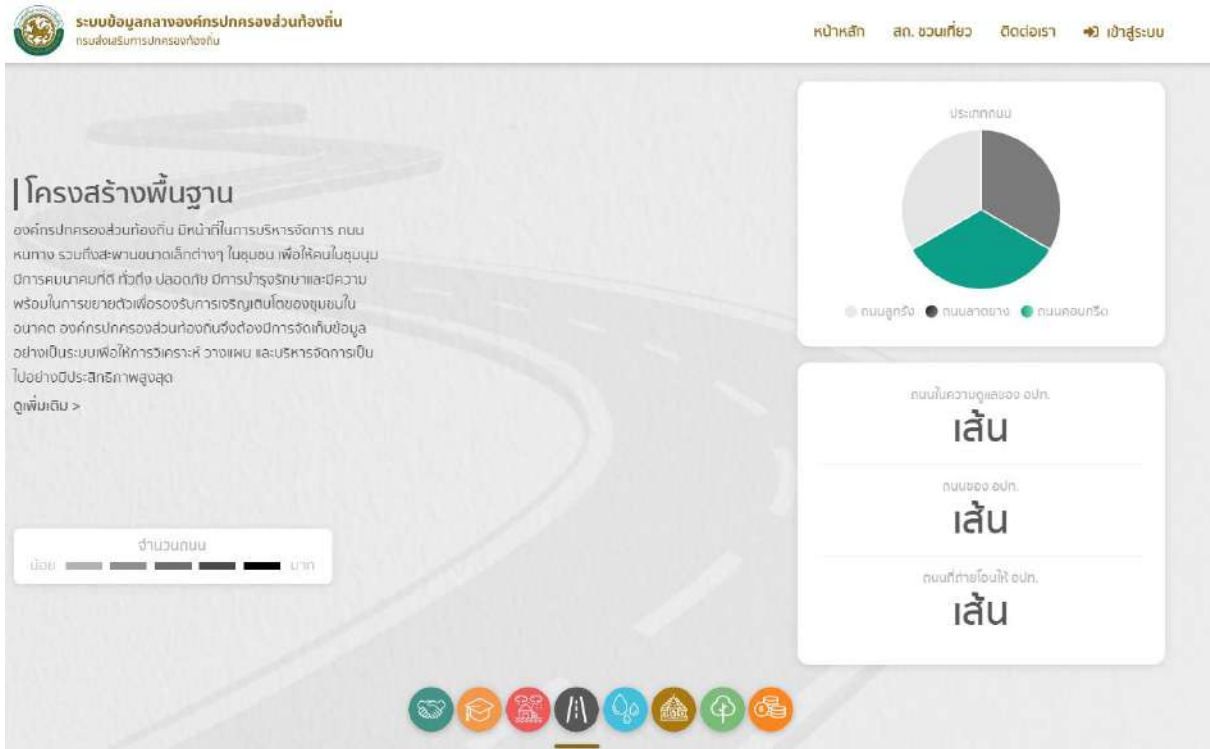 ระบบข้อมูลกลางองค์กรปกครองส่วนท้องถิ่น
กรมส่งเสริมการปกครองท้องถิ่น
หน้าหลัก สถ. ชวนเที่ยว ติดต่อเรา เข้าสู่ระบบ
โครงสร้างพื้นฐาน
องค์กรปกครองส่วนท้องถิ่น มีหน้าที่ในการบริหารจัดการ ถนน
หนทาง รวมถึงสะพานขนาดเล็กต่างๆ ในชุมชน เพื่อให้คนในชุมนุม
มีการคมนาคมที่ดี ทั่วถึง ปลอดภัย มีการบำรุงรักษาและมีความ
พร้อมในการขยายตัวเพื่อรองรับการเจริญเติบโตของชุมชนใน
อนาคต องค์กรปกครองส่วนท้องถิ่นจึงต้องมีการจัดเก็บข้อมูล
อย่างเป็นระบบเพื่อให้การวิเคราะห์ วางแผน และบริหารจัดการเป็น
ไปอย่างมีประสิทธิภาพสูงสุด
ดูเพิ่มเติม >
จำนวนถนน
น้อย มาก
ประเภทถนน
ถนนลูกรัง ถนนลาดยาง ถนนคอนกรีต
ถนนในความดูแลของ อปท.
เส้น
ถนนของ อปท.
เส้น
ถนนที่ถ่ายโอนให้ อปท.
เส้น